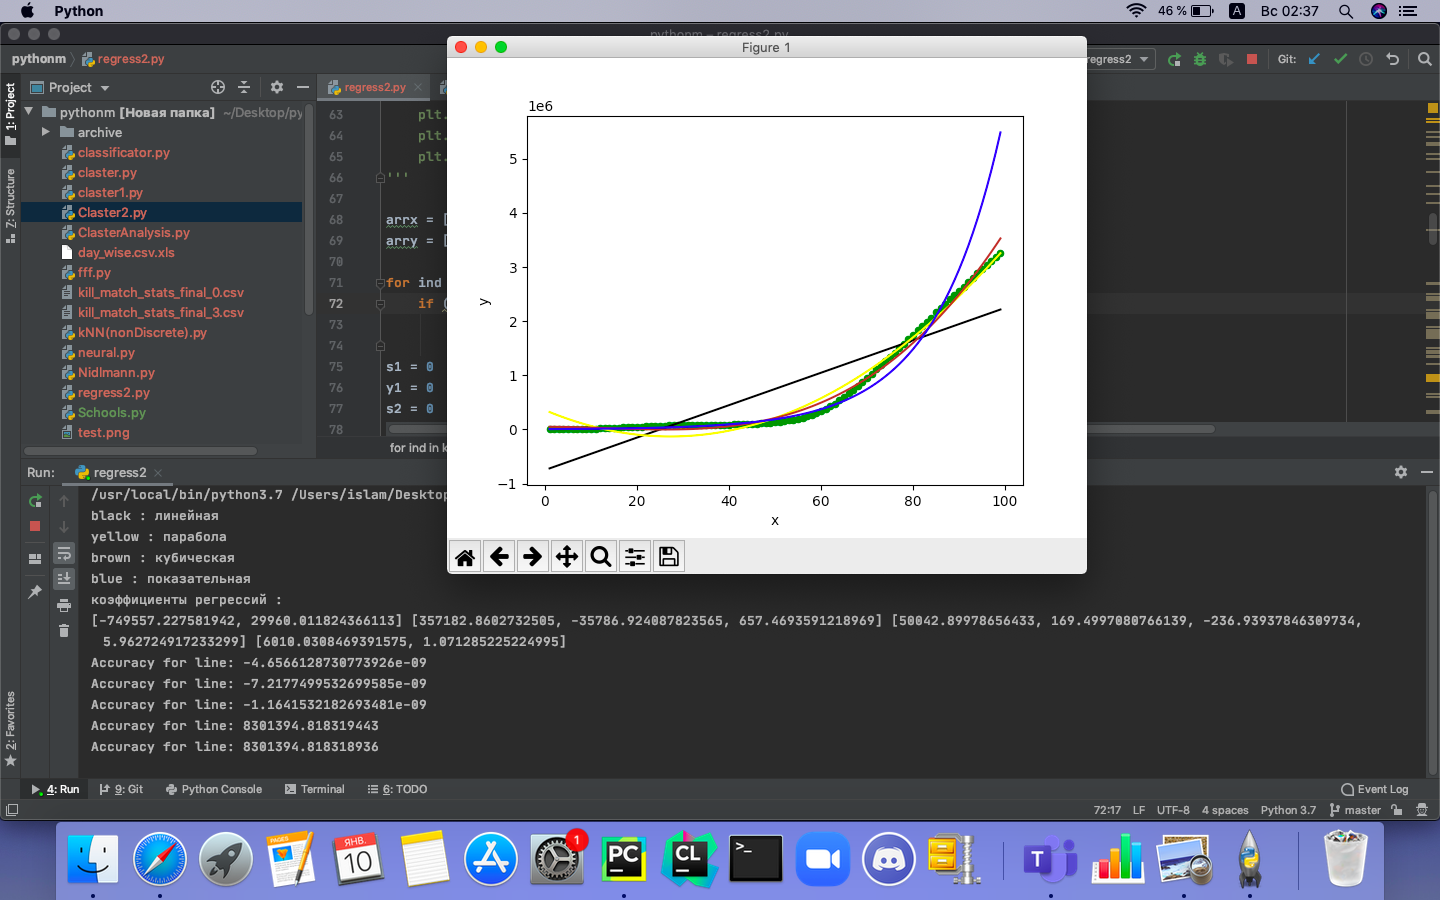 Python
46 %
A
Вс 02:37
pythonm – regress2.py
Figure 1
pythonm
regress2.py
regress2
Git:
1: Project
Project
regress2.py
pythonm [Новая папка] ~/Desktop/py
archive
classificator.py
claster.py
claster1.py
Claster2.py
ClasterAnalysis.py
day_wise.csv.xls
fff.py
kill_match_stats_final_0.csv
kill_match_stats_final_3.csv
kNN(nonDiscrete).py
neural.py
Nidlmann.py
regress2.py
Schools.py
test.png
7: Structure
63 plt.
64 plt.
65 plt.
66 '''
67
68 arrx = [
69 arry = [
70
71 for ind
72 if (
73
74
75 s1 = 0
76 y1 = 0
77 s2 = 0
78
for ind in k
1e6
5
4
3
2
1
0
−1
y
0 20 40 60 80 100
x
Run:
regress2
/usr/local/bin/python3.7 /Users/islam/Desktop
black : линейная
yellow : парабола
brown : кубическая
blue : показательная
коэффициенты регрессий :
[-749557.227581942, 29960.011824366113] [357182.8602732505, -35786.924087823565, 657.4693591218969] [50042.89978656433, 169.4997080766139, -236.93937846309734,
5.962724917233299] [6010.0308469391575, 1.071285225224995]
Accuracy for line: -4.6566128730773926e-09
Accuracy for line: -7.2177499532699585e-09
Accuracy for line: -1.1641532182693481e-09
Accuracy for line: 8301394.818319443
Accuracy for line: 8301394.818318936
2: Favorites
4: Run
9: Git
Python Console
Terminal
6: TODO
Event Log
72:17 LF UTF-8 4 spaces Python 3.7 master
PAGES
ЯНВ.
10
1
PC
CL
>_
T